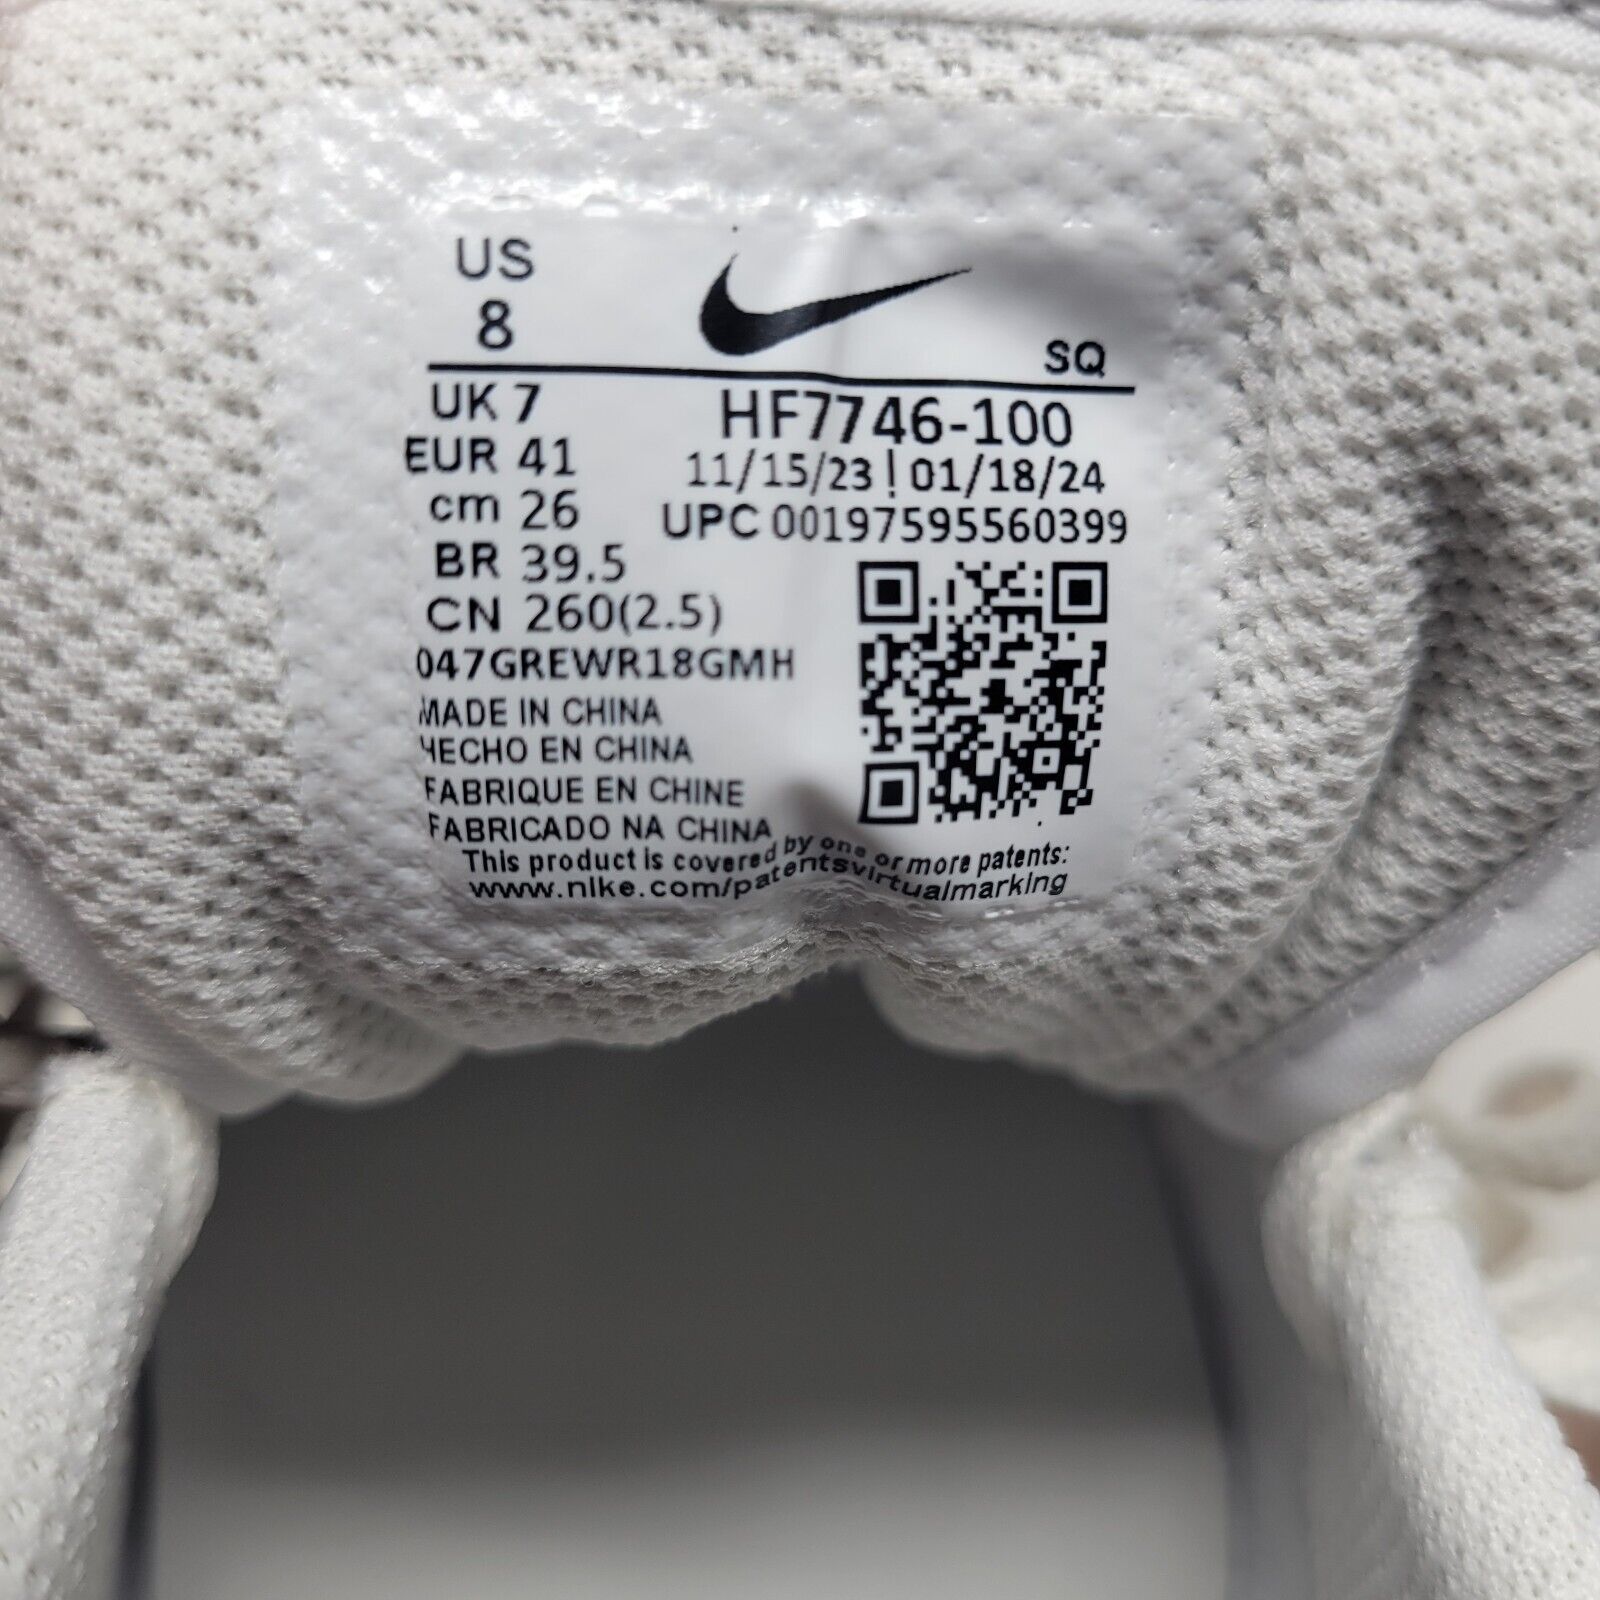 US
8
SQ
UK 7
EUR 41
cm 26
BR 39.5
CN 260(2.5)
HF7746-100
11/15/23 | 01/18/24
UPC 00197595560399
047GREWR18GMH
MADE IN CHINA
HECHO EN CHINA
FABRIQUE EN CHINE
FABRICADO NA CHINA
This product is covered by one or more patents:
www.nike.com/patentsvirtualmarking